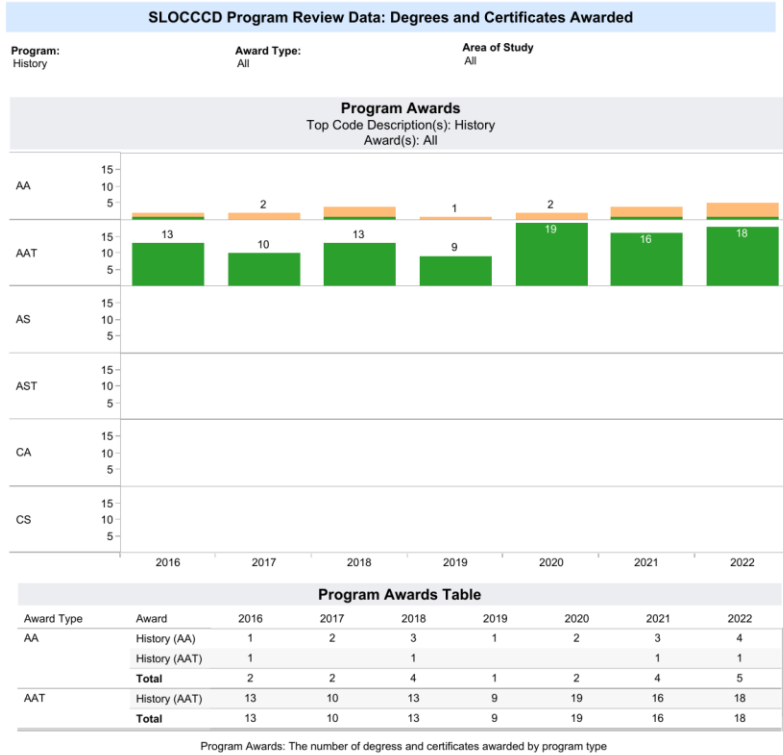 SLOCCCD Program Review Data: Degrees and Certificates Awarded
Program: Award Type: Area of Study
History All All
Program Awards
Top Code Description(s): History
Award(s): All
AA 15 10 5 2 1 2
AAT 15 10 5 13 10 13 9 19 16 18
AS 15 10 5
AST 15 10 5
CA 15 10 5
CS 15 10 5
2016 2017 2018 2019 2020 2021 2022
Program Awards Table
Award Type Award 2016 2017 2018 2019 2020 2021 2022
AA History (AA) 1 2 3 1 2 3 4
History (AAT) 1 1 1 1
Total 2 2 4 1 2 4 5
AAT History (AAT) 13 10 13 9 19 16 18
Total 13 10 13 9 19 16 18
Program Awards: The number of degress and certificates awarded by program type